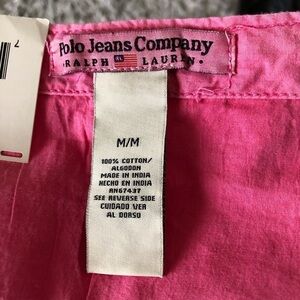 Polo Jeans Company
RALPH RL LAUREN
M/M
100% COTTON/
ALGODON
MADE IN INDIA
HECHO EN INDIA
RN67437
SEE REVERSE SIDE
CUIDADO VER
AL DORSO
7